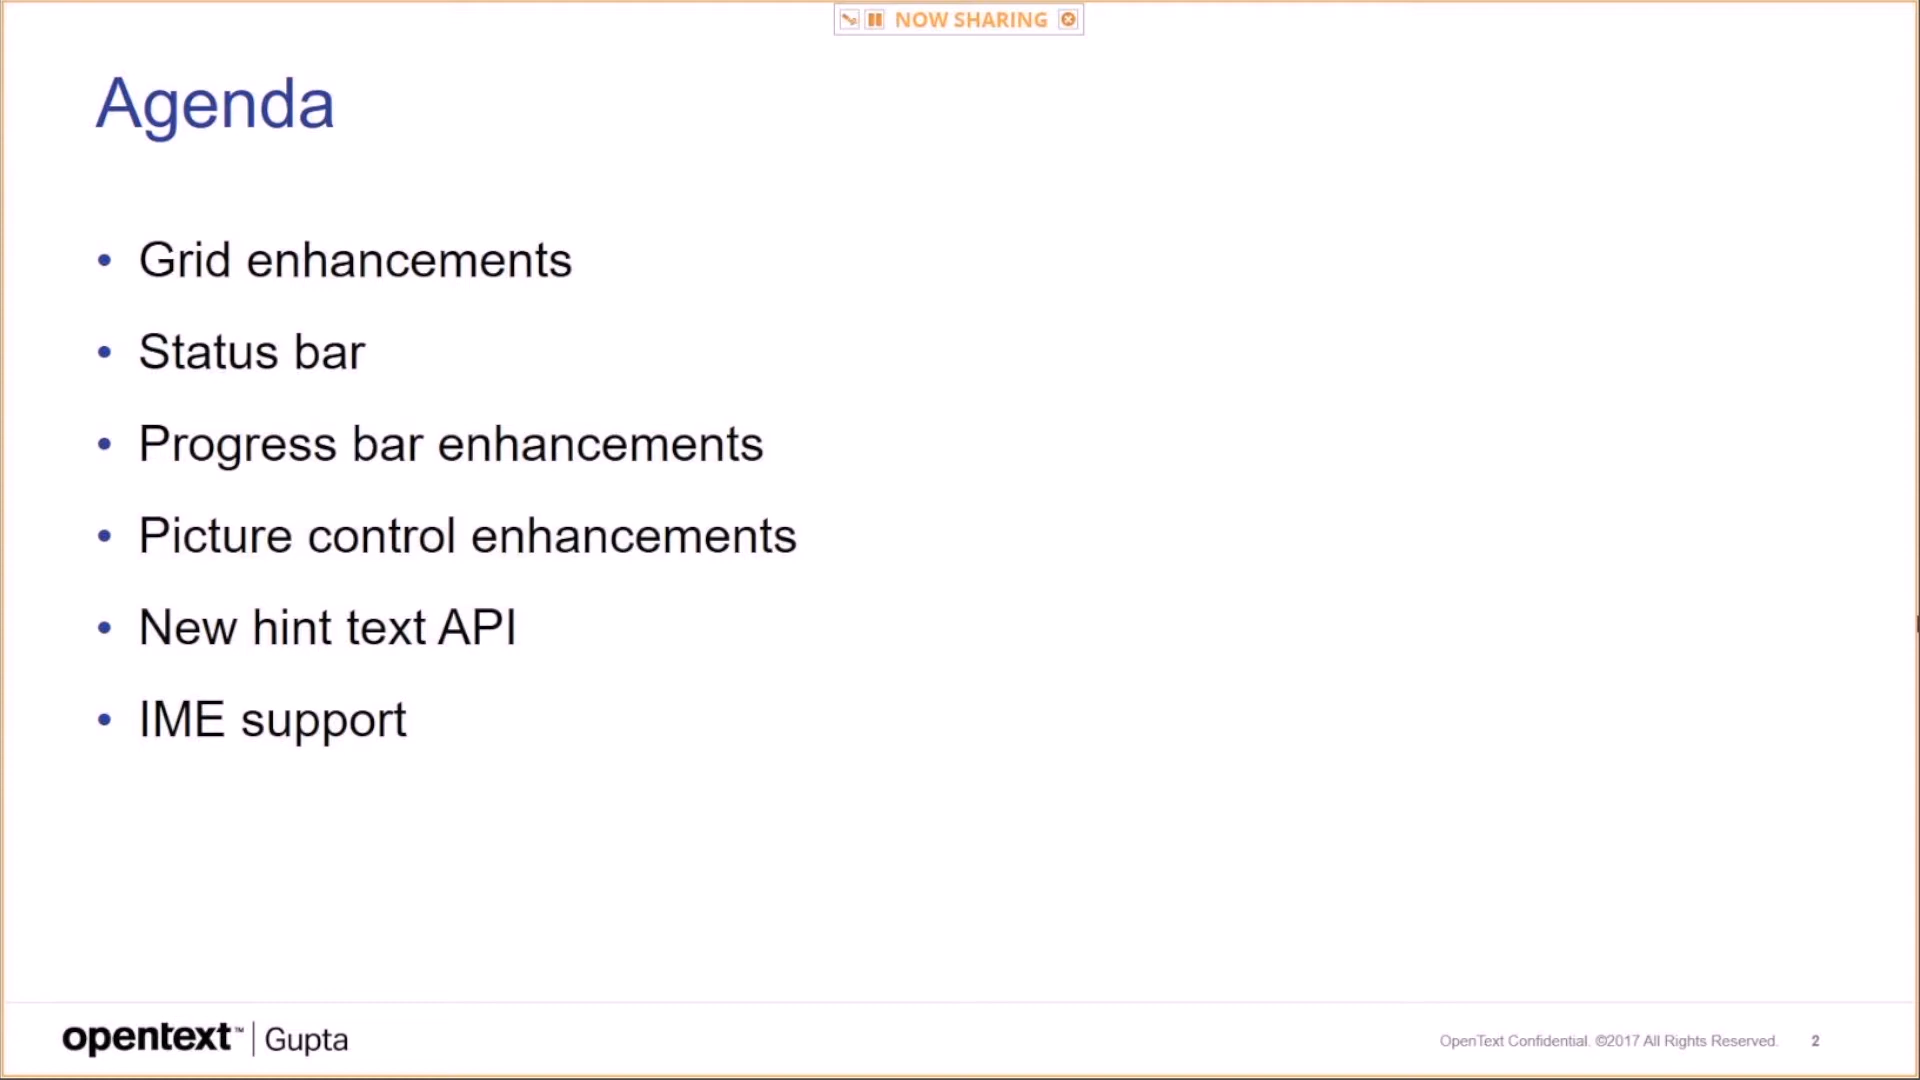 NOW SHARING
Agenda
• Grid enhancements
• Status bar
• Progress bar enhancements
• Picture control enhancements
• New hint text API
• IME support
opentext™ | Gupta
OpenText Confidential. ©2017 All Rights Reserved. 2